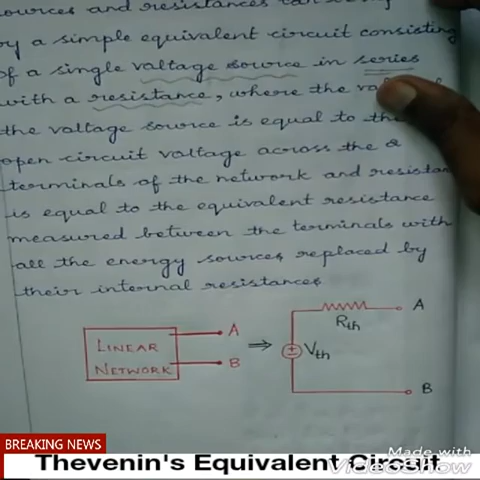 sources and resistances can
by a simple equivalent circuit consisting
of a single voltage source in series
with a resistance, where the
the voltage source is equal to the
open circuit voltage across the 2
terminals of the network and
is equal to the equivalent resistance
measured between the terminals with
all the energy sources replaced by
their internal resistances
A
Rth
LINEAR
NETWORK
A
B
⇒
Vth
B
BREAKING NEWS
Made with
VideoShow
Thevenin's Equivalent Circuit